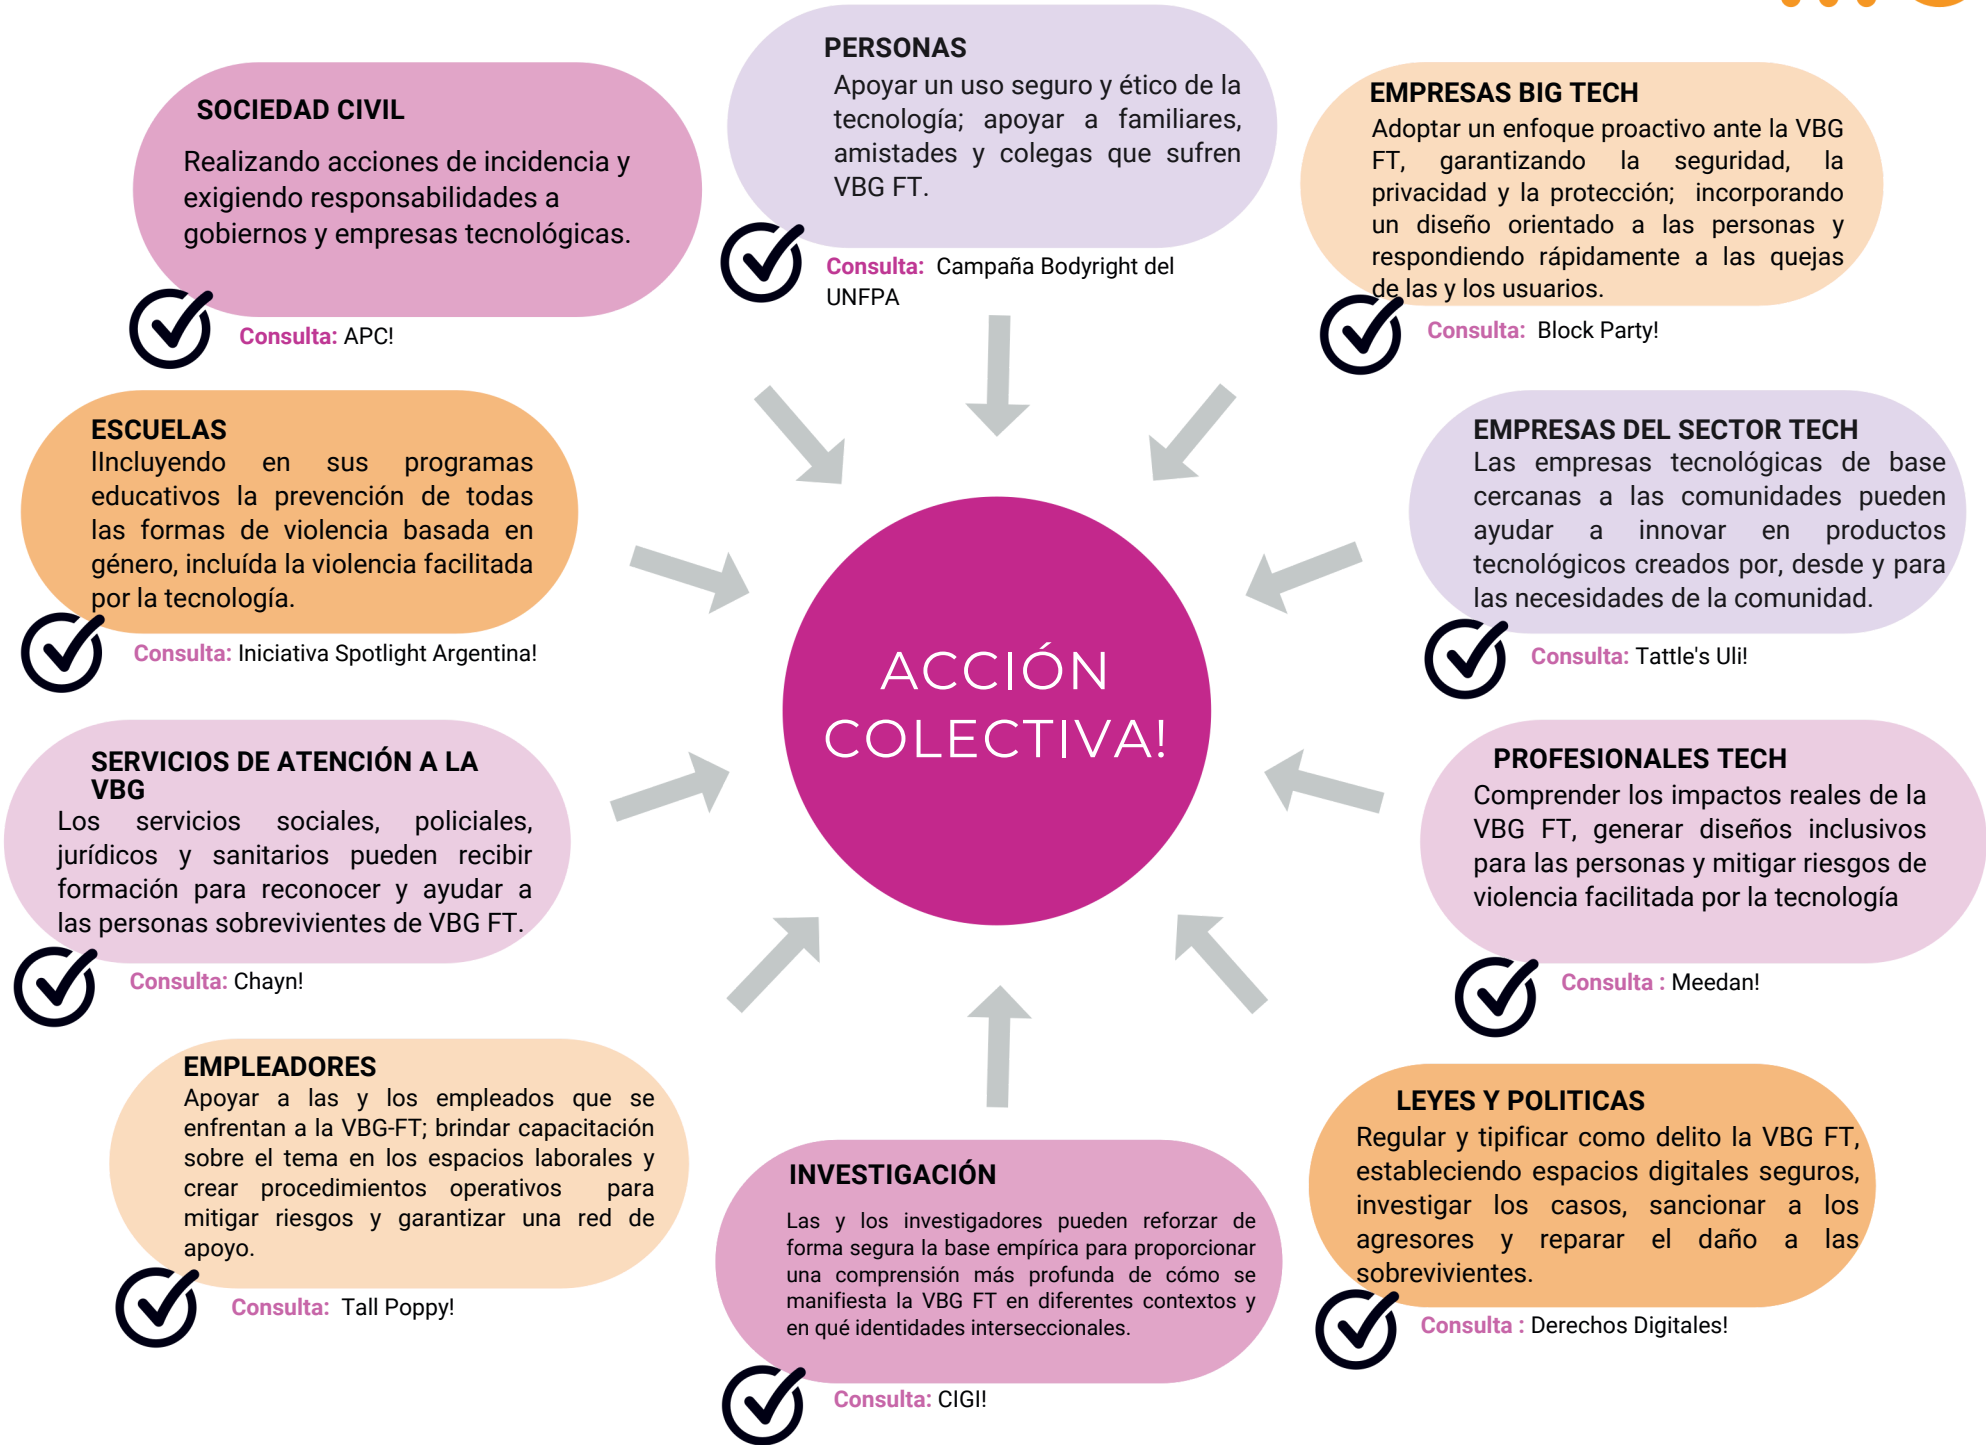 PERSONAS
Apoyar un uso seguro y ético de la
tecnología; apoyar a familiares,
amistades y colegas que sufren
VBG FT.
Consulta: Campaña Bodyright del
UNFPA
SOCIEDAD CIVIL
Realizando acciones de incidencia y
exigiendo responsabilidades a
gobiernos y empresas tecnológicas.
Consulta: APC!
EMPRESAS BIG TECH
Adoptar un enfoque proactivo ante la VBG
FT, garantizando la seguridad, la
privacidad y la protección; incorporando
un diseño orientado a las personas y
respondiendo rápidamente a las quejas
de las y los usuarios.
Consulta: Block Party!
ESCUELAS
lIncluyendo en sus programas
educativos la prevención de todas
las formas de violencia basada en
género, incluída la violencia facilitada
por la tecnología.
Consulta: Iniciativa Spotlight Argentina!
EMPRESAS DEL SECTOR TECH
Las empresas tecnológicas de base
cercanas a las comunidades pueden
ayudar a innovar en productos
tecnológicos creados por, desde y para
las necesidades de la comunidad.
Consulta: Tattle's Uli!
ACCIÓN
COLECTIVA!
SERVICIOS DE ATENCIÓN A LA
VBG
Los servicios sociales, policiales,
jurídicos y sanitarios pueden recibir
formación para reconocer y ayudar a
las personas sobrevivientes de VBG FT.
Consulta: Chayn!
PROFESIONALES TECH
Comprender los impactos reales de la
VBG FT, generar diseños inclusivos
para las personas y mitigar riesgos de
violencia facilitada por la tecnología
Consulta : Meedan!
EMPLEADORES
Apoyar a las y los empleados que se
enfrentan a la VBG-FT; brindar capacitación
sobre el tema en los espacios laborales y
crear procedimientos operativos para
mitigar riesgos y garantizar una red de
apoyo.
Consulta: Tall Poppy!
INVESTIGACIÓN
Las y los investigadores pueden reforzar de
forma segura la base empírica para proporcionar
una comprensión más profunda de cómo se
manifiesta la VBG FT en diferentes contextos y
en qué identidades interseccionales.
Consulta: CIGI!
LEYES Y POLITICAS
Regular y tipificar como delito la VBG FT,
estableciendo espacios digitales seguros,
investigar los casos, sancionar a los
agresores y reparar el daño a las
sobrevivientes.
Consulta : Derechos Digitales!